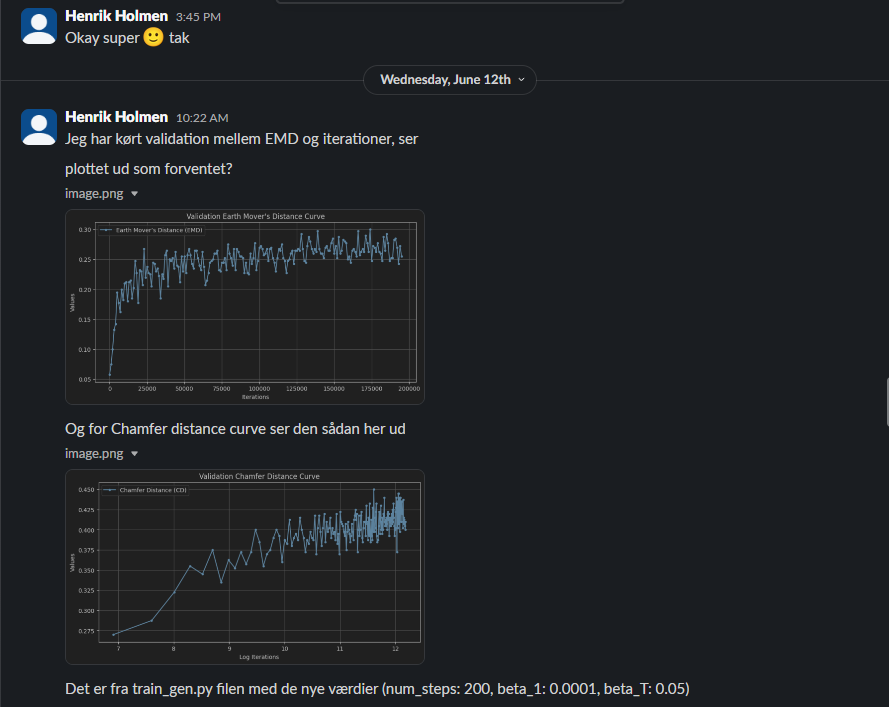 Henrik Holmen 3:45 PM
Okay super 🙂 tak
Wednesday, June 12th
Henrik Holmen 10:22 AM
Jeg har kørt validation mellem EMD og iterationer, ser
plottet ud som forventet?
image.png
Validation Earth Mover's Distance Curve
Earth Mover's Distance (EMD)
0.30
0.25
0.20
0.15
0.10
0.05
Values
0 25000 50000 75000 100000 125000 150000 175000 200000
Iterations
Og for Chamfer distance curve ser den sådan her ud
image.png
Validation Chamfer Distance Curve
Chamfer Distance (CD)
0.450
0.425
0.400
0.375
0.350
0.325
0.300
0.275
Values
7 8 9 10 11 12
Log Iterations
Det er fra train_gen.py filen med de nye værdier (num_steps: 200, beta_1: 0.0001, beta_T: 0.05)